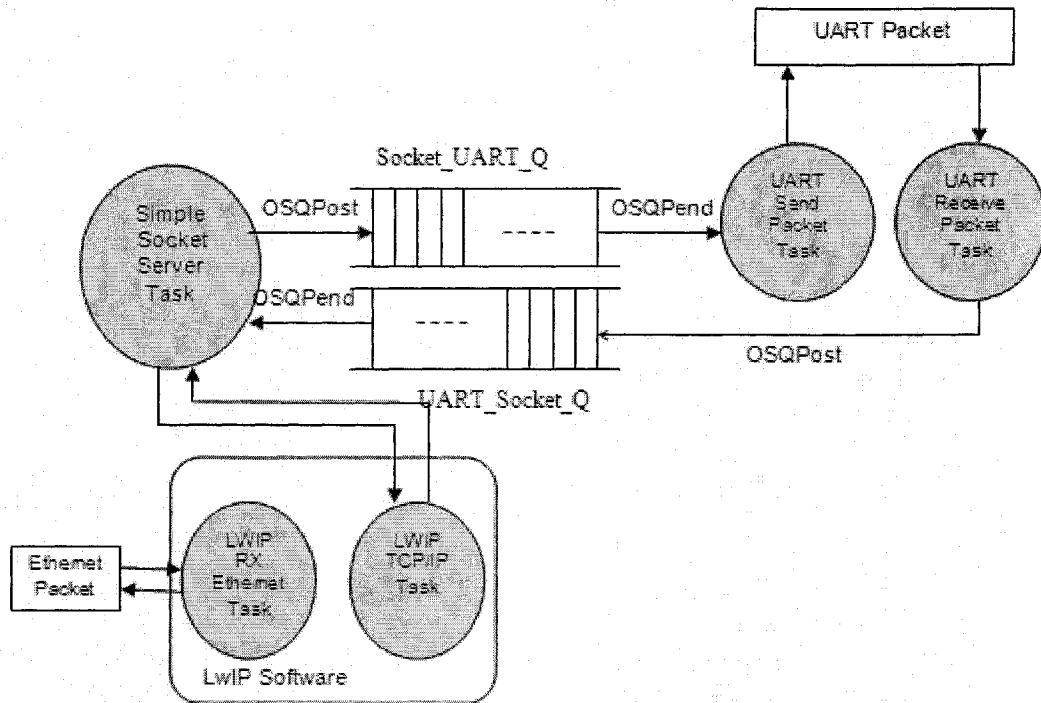 UART Packet
Socket_UART_Q
Simple
Socket
Server
Task
OSQPost
----
OSQPend
UART
Send
Packet
Task
UART
Receive
Packet
Task
OSQPend
----
OSQPost
UART_Socket_Q
Ethernet
Packet
LWIP
RX
Ethernet
Task
LWIP
TCP/IP
Task
LwIP Software